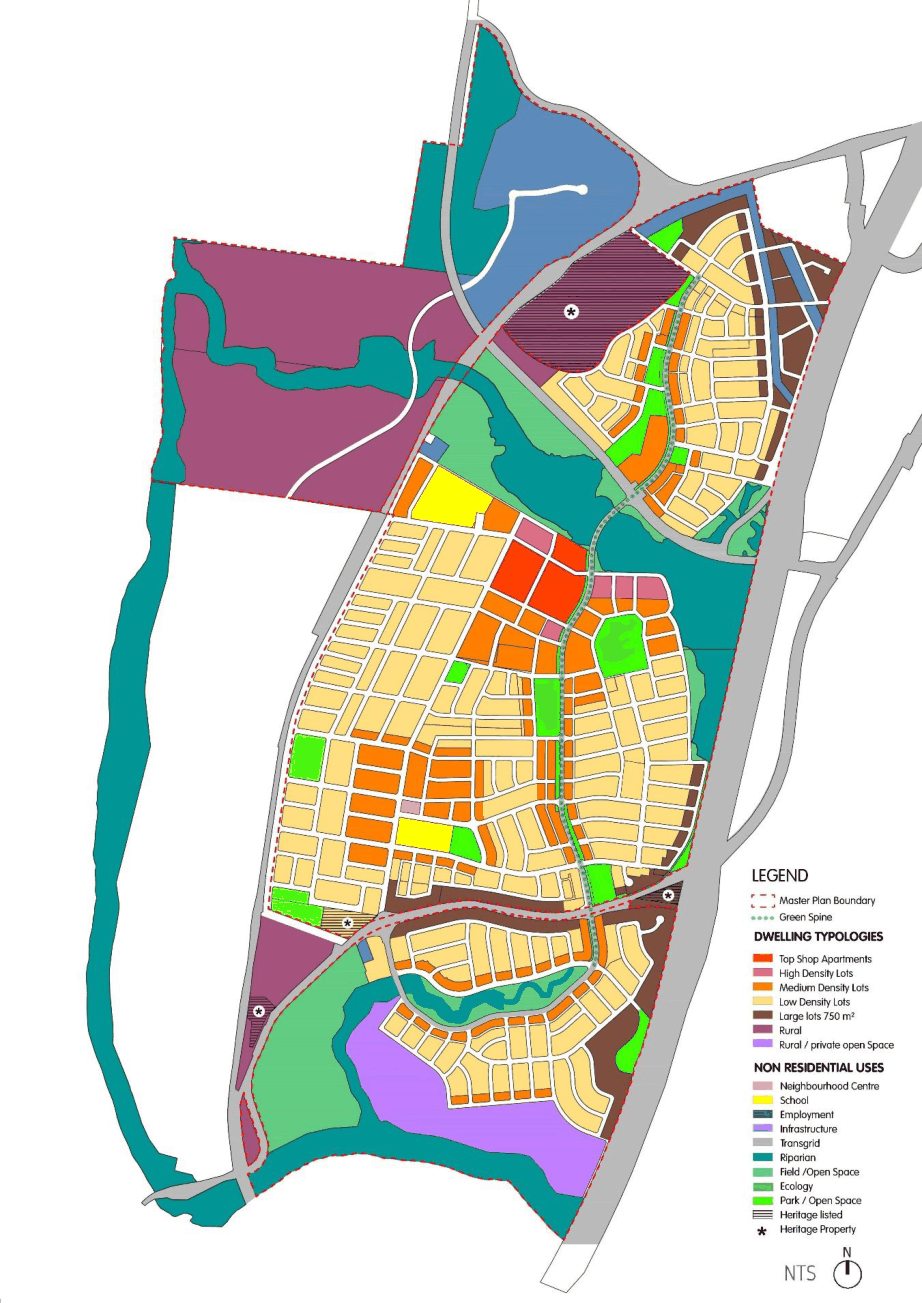 *
*
*
*
LEGEND
Master Plan Boundary
Green Spine
DWELLING TYPOLOGIES
Top Shop Apartments
High Density Lots
Medium Density Lots
Low Density Lots
Large lots 750 m²
Rural
Rural / private open Space
NON RESIDENTIAL USES
Neighbourhood Centre
School
Employment
Infrastructure
Transgrid
Riparian
Field /Open Space
Ecology
Park / Open Space
Heritage listed
* Heritage Property
N
NTS